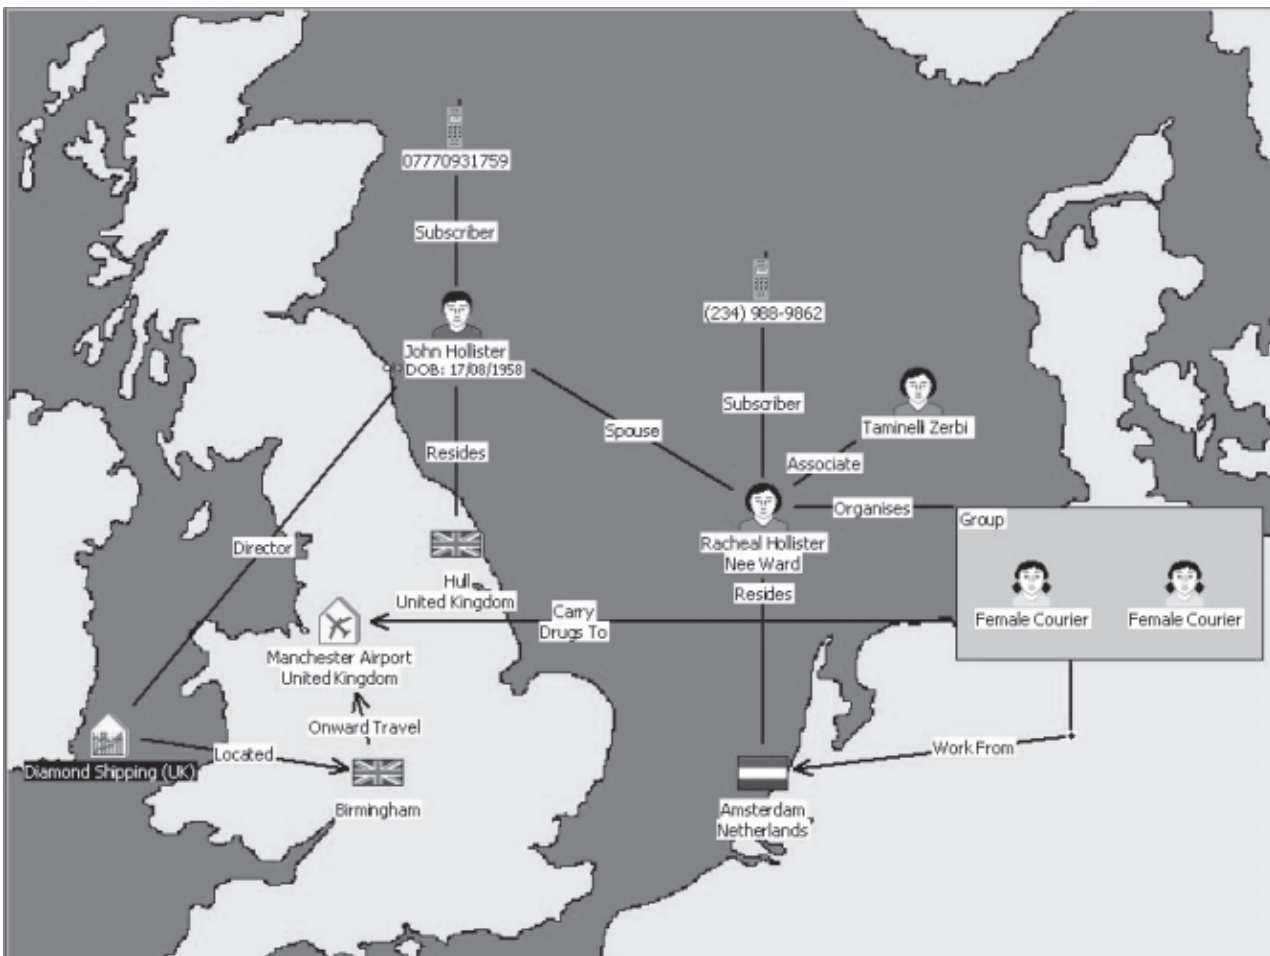 07770931759
Subscriber
(234) 988-9862
John Hollister
DOB: 17/08/1958
Subscriber
Taminelli Zerbi
Spouse
Resides
Associate
Organises
Group
Racheal Hollister
Nee Ward
Director
Hull
United Kingdom
Resides
Carry
Drugs To
Female Courier
Female Courier
Manchester Airport
United Kingdom
Onward Travel
Located
Work From
Diamond Shipping (UK)
Birmingham
Amsterdam
Netherlands